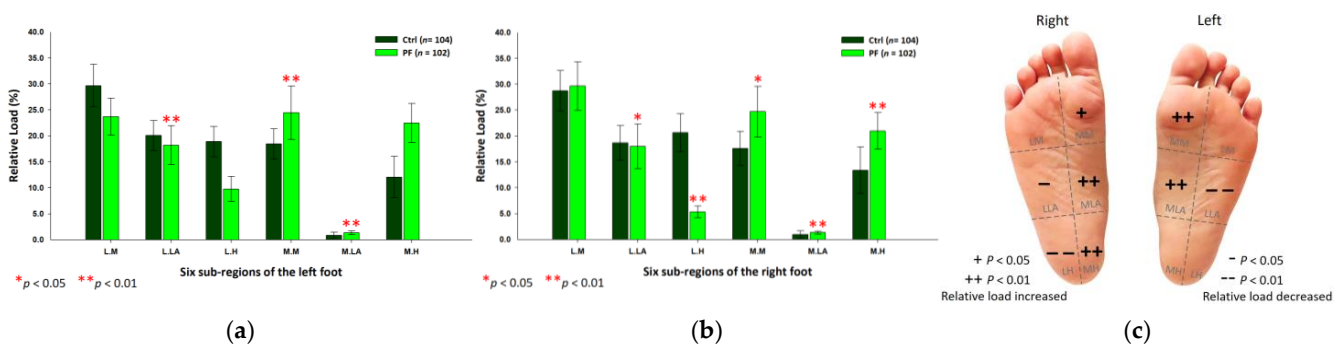 40.0
35.0
30.0
25.0
20.0
15.0
10.0
5.0
0.0
Relative Load (%)
Ctrl (n= 104)
PF (n = 102)
**
**
**
L.M L.LA L.H M.M M.LA M.H
Six sub-regions of the left foot
*p < 0.05 **p < 0.01
(a)
40.0
35.0
30.0
25.0
20.0
15.0
10.0
5.0
0.0
Relative Load (%)
Ctrl (n= 104)
PF (n = 102)
*
**
*
**
**
L.M L.LA L.H M.M M.LA M.H
Six sub-regions of the right foot
*p < 0.05 **p < 0.01
(b)
Right Left
+ ++
LM MM MM LM
– ++ ++ – –
LLA MLA MLA LLA
– – ++
LH MH MH LH
+ P < 0.05
++ P < 0.01
Relative load increased
– P < 0.05
-- P < 0.01
Relative load decreased
(c)